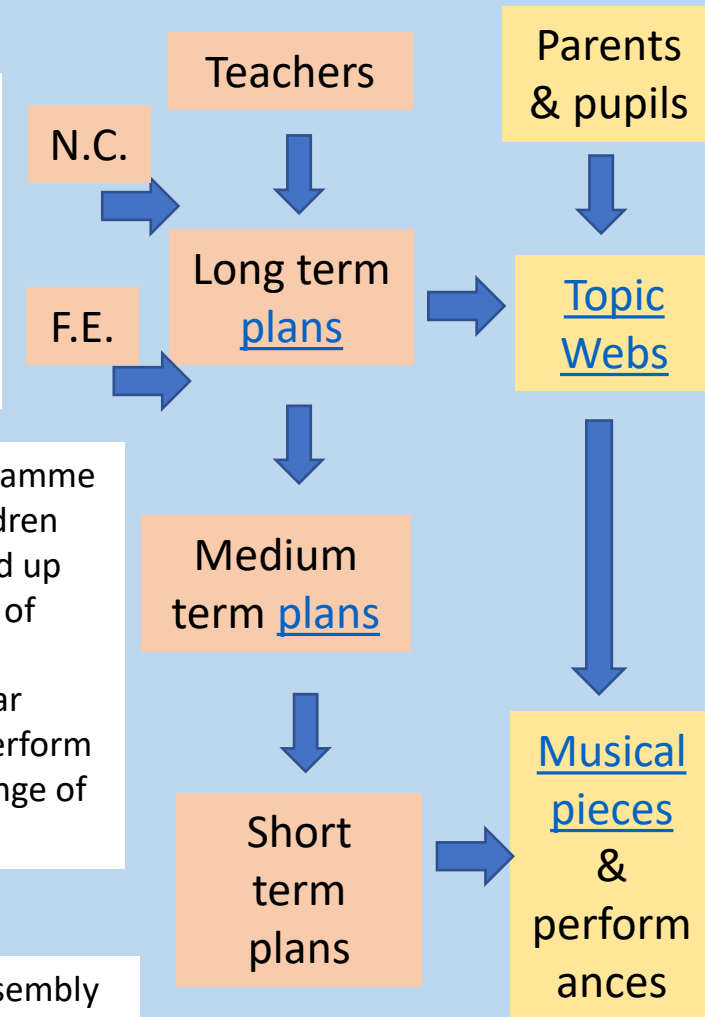 Teachers
Parents
& pupils
N.C.
Long term
plans
Topic
Webs
F.E.
amme
dren
d up
of
ar
erform
nge of
Medium
term plans
Musical
pieces
&
perform
ances
Short
term
plans
sembly